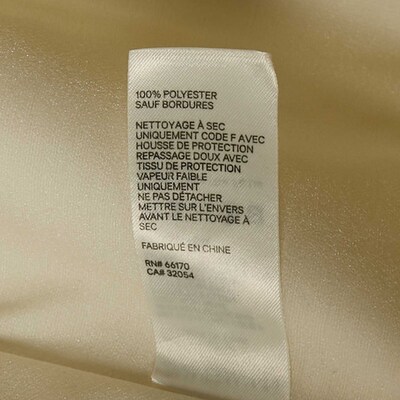 100% POLYESTER
SAUF BORDURES
NETTOYAGE À SEC
UNIQUEMENT CODE F AVEC
HOUSSE DE PROTECTION
REPASSAGE DOUX AVEC
TISSU DE PROTECTION
VAPEUR FAIBLE
UNIQUEMENT
NE PAS DÉTACHER
METTRE SUR L'ENVERS
AVANT LE NETTOYAGE À
SEC
FABRIQUÉ EN CHINE
RN# 66170
CA# 32054